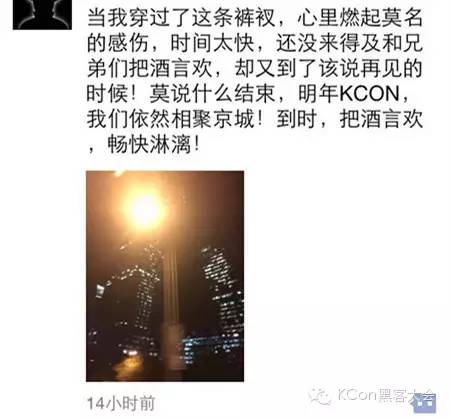 当我穿过了这条裤衩，心里燃起莫名
的感伤，时间太快，还没来得及和兄
弟们把酒言欢，却又到了该说再见的
时候！莫说什么结束，明年KCON，
我们依然相聚京城！到时，把酒言欢
，畅快淋漓！
14小时前
KCon黑客大会